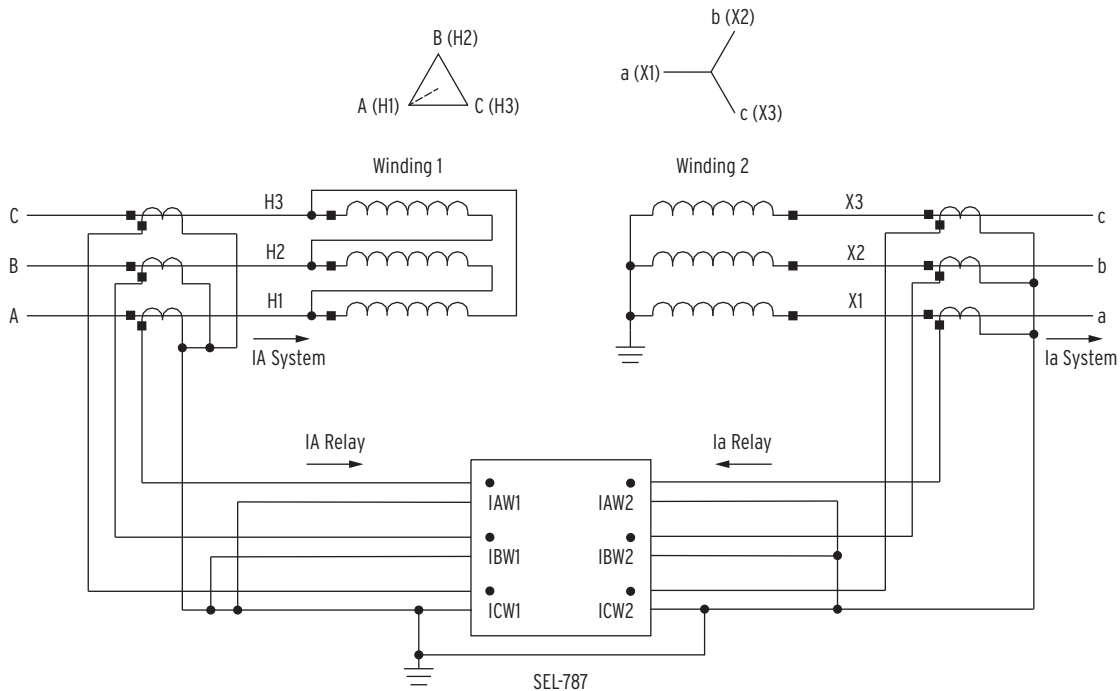 b (X2)
B (H2)
a (X1)
A (H1)
C (H3)
c (X3)
Winding 1
Winding 2
C
H3
X3
c
B
H2
X2
b
A
H1
X1
a
IA System
Ia System
IA Relay
Ia Relay
IAW1
IAW2
IBW1
IBW2
ICW1
ICW2
SEL-787